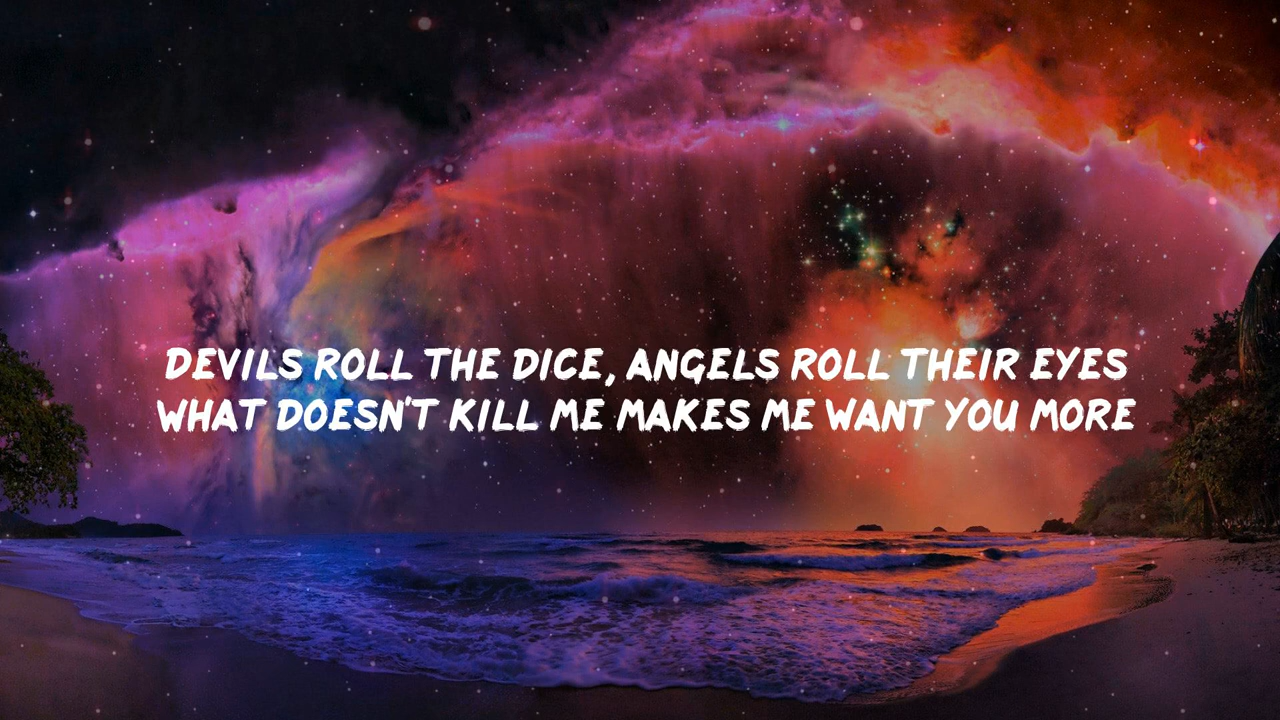 DEVILS ROLL THE DICE, ANGELS ROLL THEIR EYES
WHAT DOESN'T KILL ME MAKES ME WANT YOU MORE